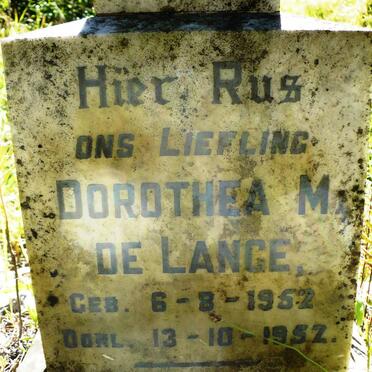 Hier Rus
ONS LIEFLING
DOROTHEA M.
DE LANGE,
GEB. 6-8-1952
OORL. 13-10-1952.